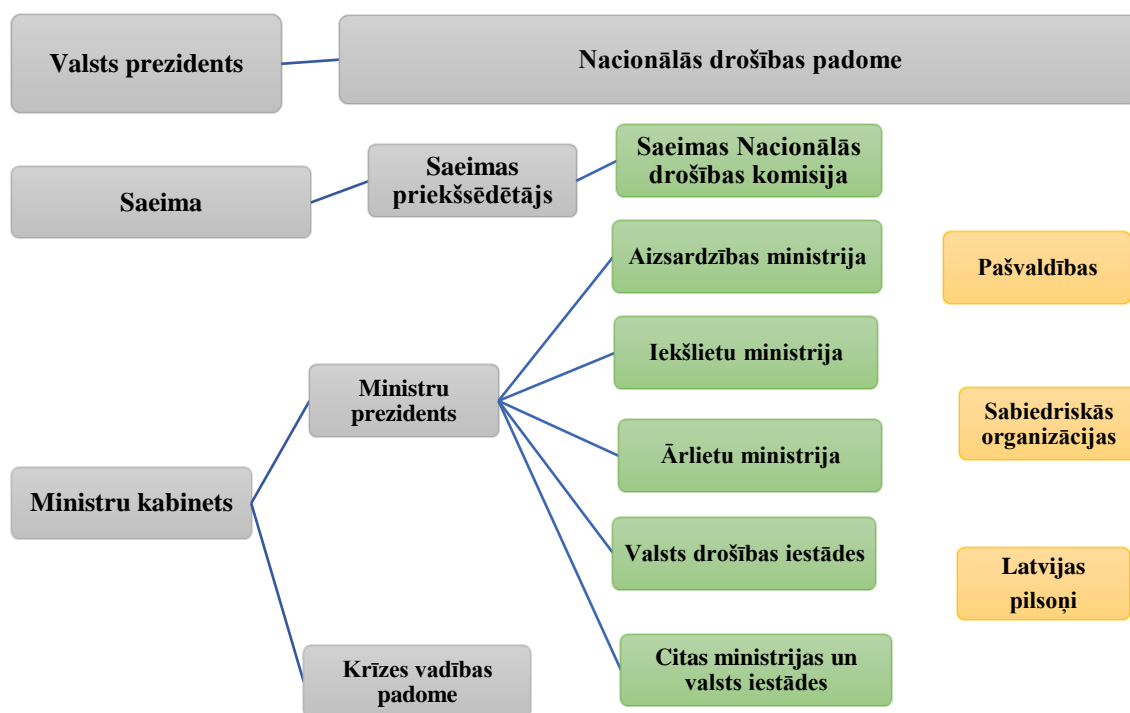 Valsts prezidents
Nacionālās drošības padome
Saeima
Saeimas
priekšsēdētājs
Saeimas Nacionālās
drošības komisija
Aizsardzības ministrija
Pašvaldības
Iekšlietu ministrija
Ministru
prezidents
Sabiedriskās
organizācijas
Ārlietu ministrija
Ministru kabinets
Valsts drošības iestādes
Latvijas
pilsoņi
Krīzes vadības
padome
Citas ministrijas un
valsts iestādes